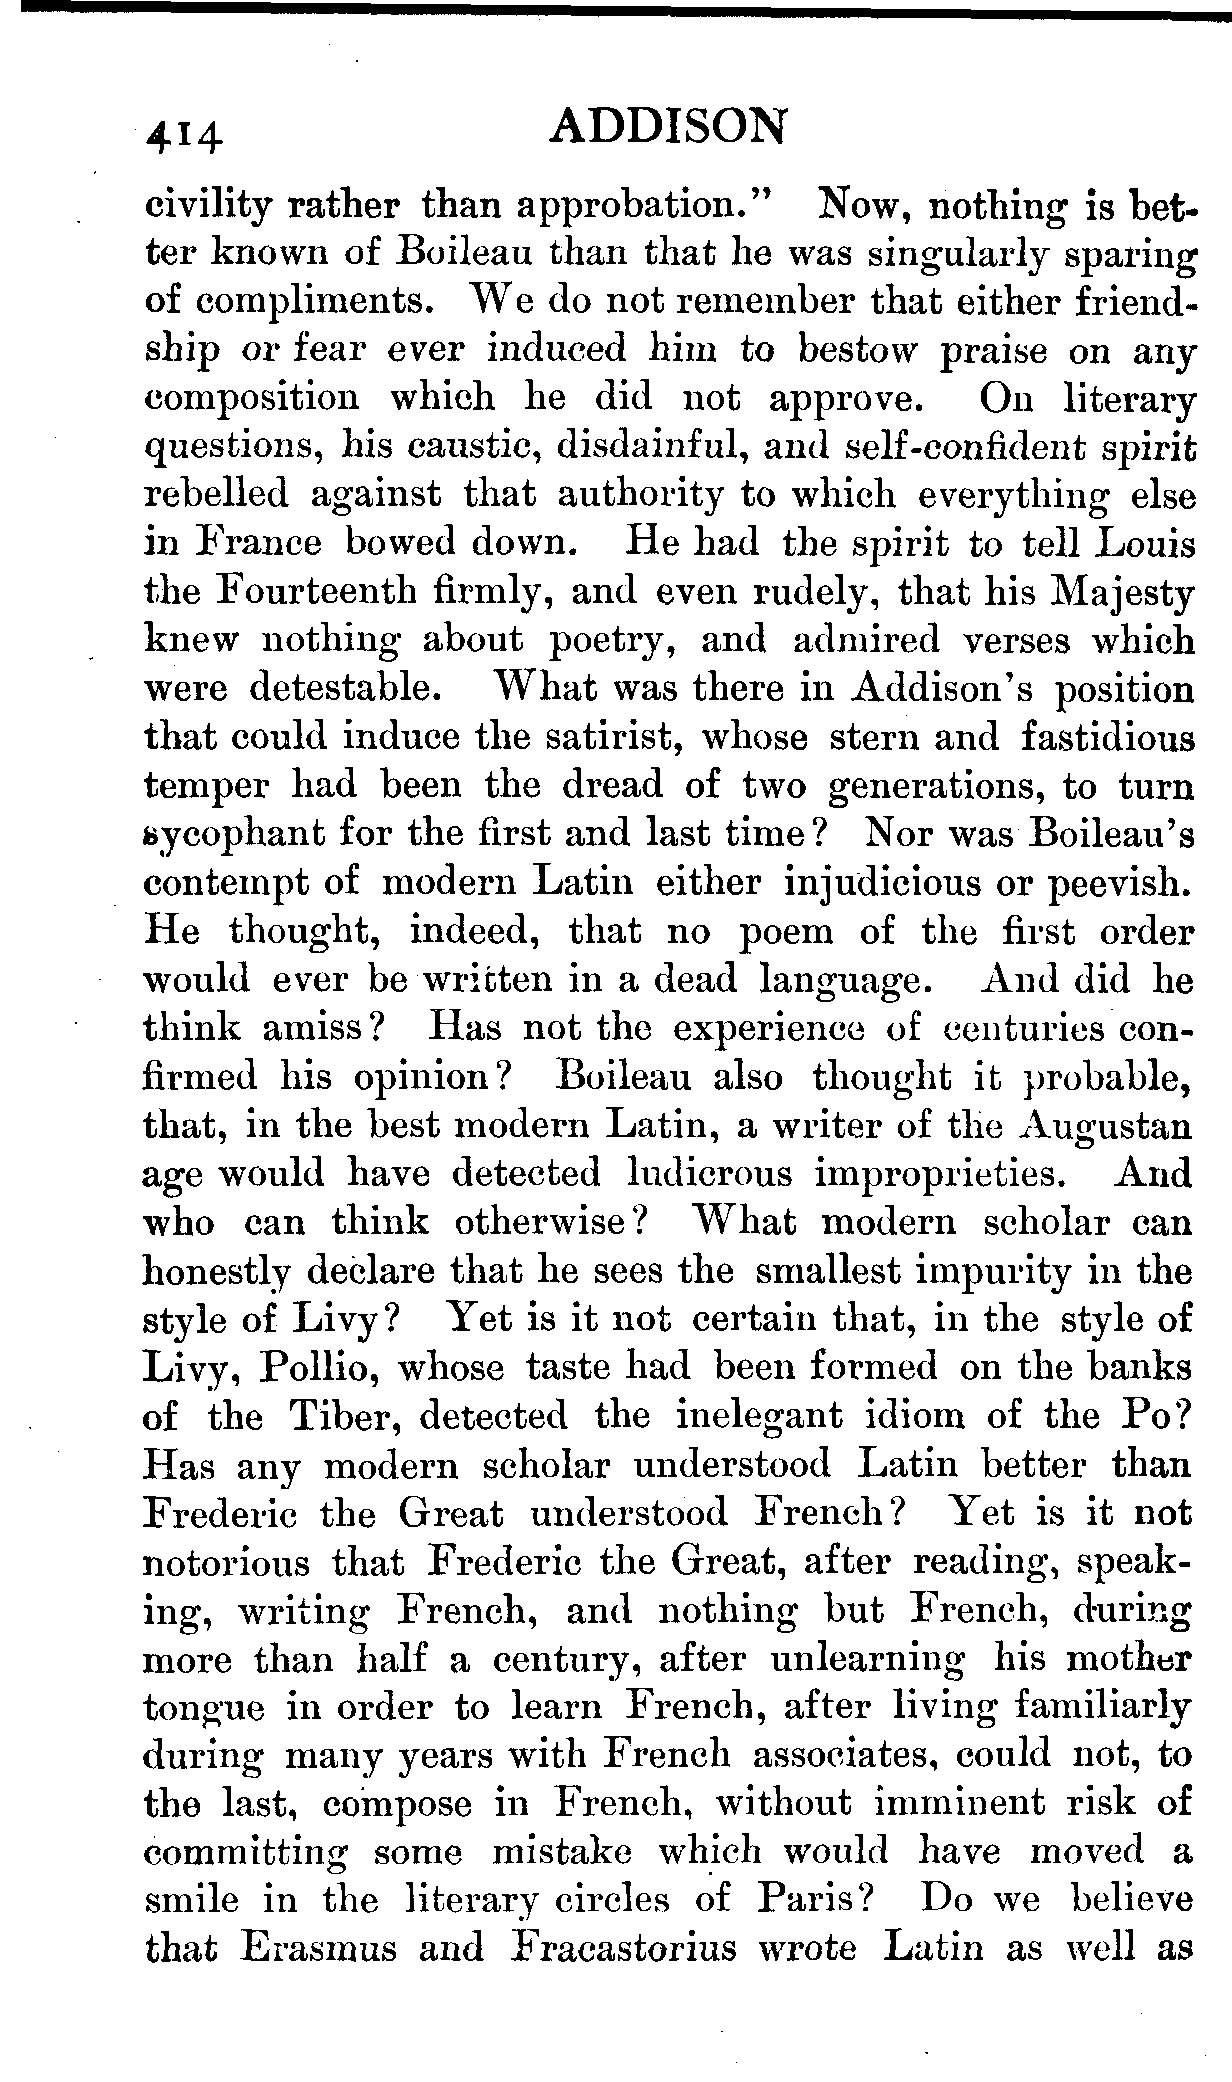 414 ADDISON
civility rather than approbation." Now, nothing is bet-
ter known of Boileau than that he was singularly sparing
of compliments. We do not remember that either friend-
ship or fear ever induced him to bestow praise on any
composition which he did not approve. On literary
questions, his caustic, disdainful, and self-confident spirit
rebelled against that authority to which everything else
in France bowed down. He had the spirit to tell Louis
the Fourteenth firmly, and even rudely, that his Majesty
knew nothing about poetry, and admired verses which
were detestable. What was there in Addison's position
that could induce the satirist, whose stern and fastidious
temper had been the dread of two generations, to turn
sycophant for the first and last time? Nor was Boileau's
contempt of modern Latin either injudicious or peevish.
He thought, indeed, that no poem of the first order
would ever be written in a dead language. And did he
think amiss? Has not the experience of centuries con-
firmed his opinion? Boileau also thought it probable,
that, in the best modern Latin, a writer of the Augustan
age would have detected ludicrous improprieties. And
who can think otherwise? What modern scholar can
honestly declare that he sees the smallest impurity in the
style of Livy? Yet is it not certain that, in the style of
Livy, Pollio, whose taste had been formed on the banks
of the Tiber, detected the inelegant idiom of the Po?
Has any modern scholar understood Latin better than
Frederic the Great understood French? Yet is it not
notorious that Frederic the Great, after reading, speak-
ing, writing French, and nothing but French, during
more than half a century, after unlearning his mother
tongue in order to learn French, after living familiarly
during many years with French associates, could not, to
the last, compose in French, without imminent risk of
committing some mistake which would have moved a
smile in the literary circles of Paris? Do we believe
that Erasmus and Fracastorius wrote Latin as well as